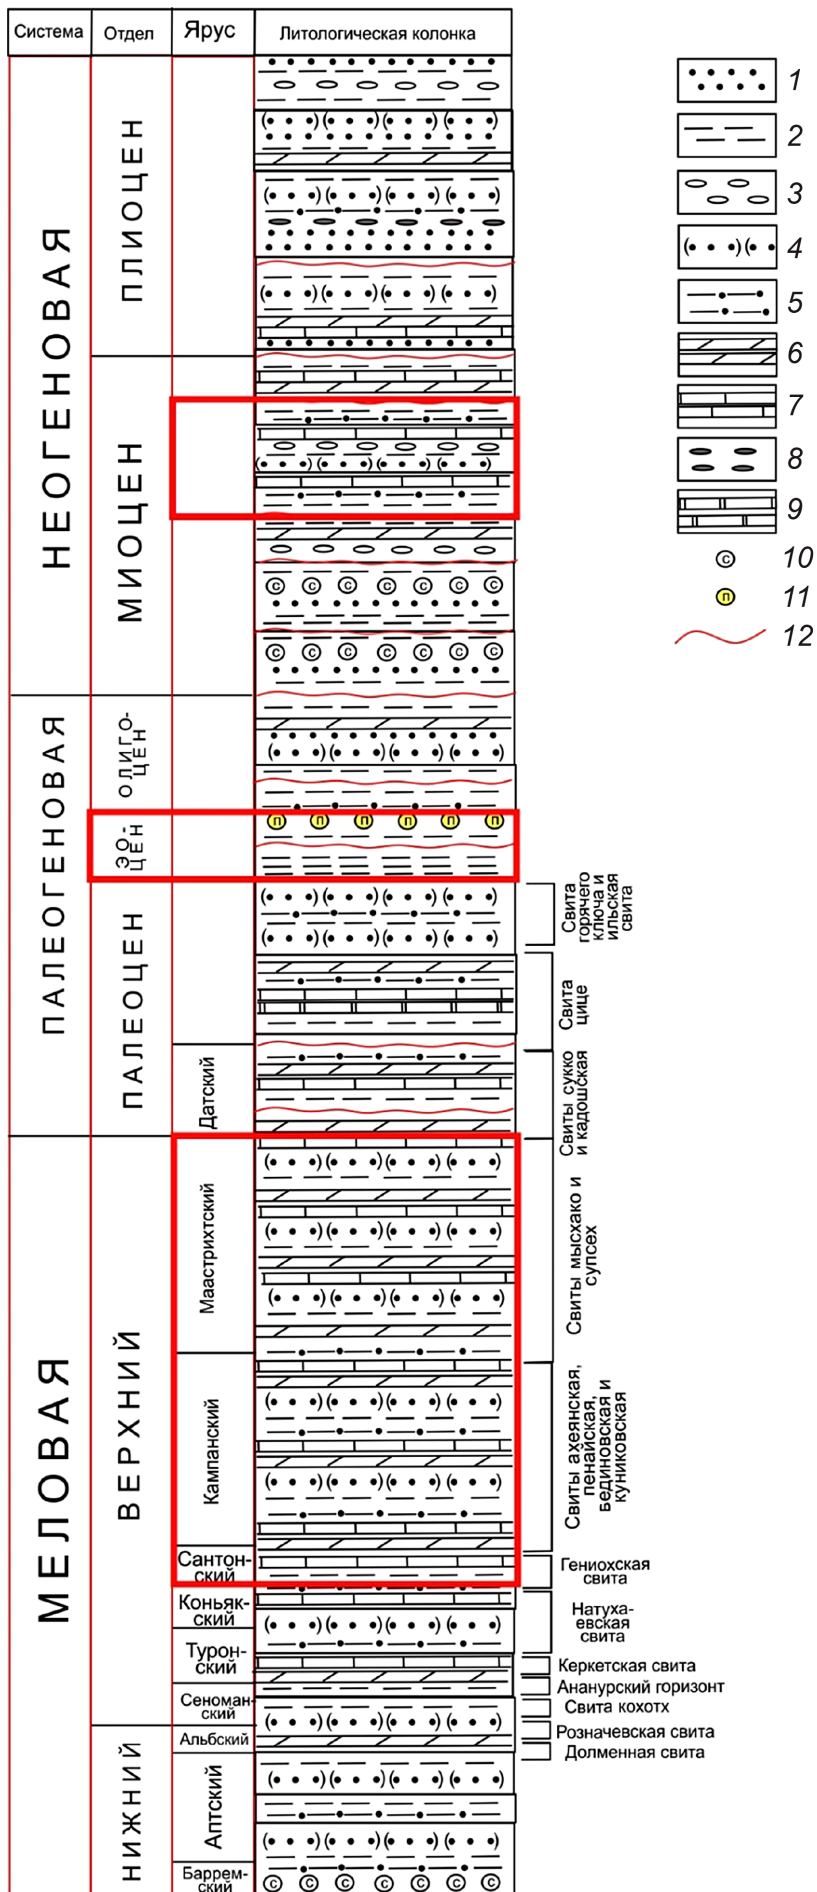 Система
Отдел
Ярус
Литологическая колонка
НЕОГЕНОВАЯ
ПЛИОЦЕН
МИОЦЕН
ПАЛЕОГЕНОВАЯ
ОЛИГО-
ЦЕН
ЭО-
ЦЕН
ПАЛЕОЦЕН
Датский
МЕЛОВАЯ
ВЕРХНИЙ
Маастрихтский
Кампанский
Сантон-
ский
Коньяк-
ский
Турон-
ский
Сеноман-
ский
НИЖНИЙ
Альбский
Аптский
Баррем-
ский
С С С С С С С
С С С С С С С
П П П П П П
С С С С С С С
Свита
горячего
ключа и
ильская
свита
Свита
цице
Свиты сукко
и кадошская
Свиты мысхако и
супсех
Свиты ахеянская,
пенайская,
бединовская и
куниковская
Гениохская
свита
Натуха-
евская
свита
Керкетская свита
Ананурский горизонт
Свита кохотх
Розначевская свита
Долменная свита
1
2
3
4
5
6
7
8
9
С 10
П 11
12